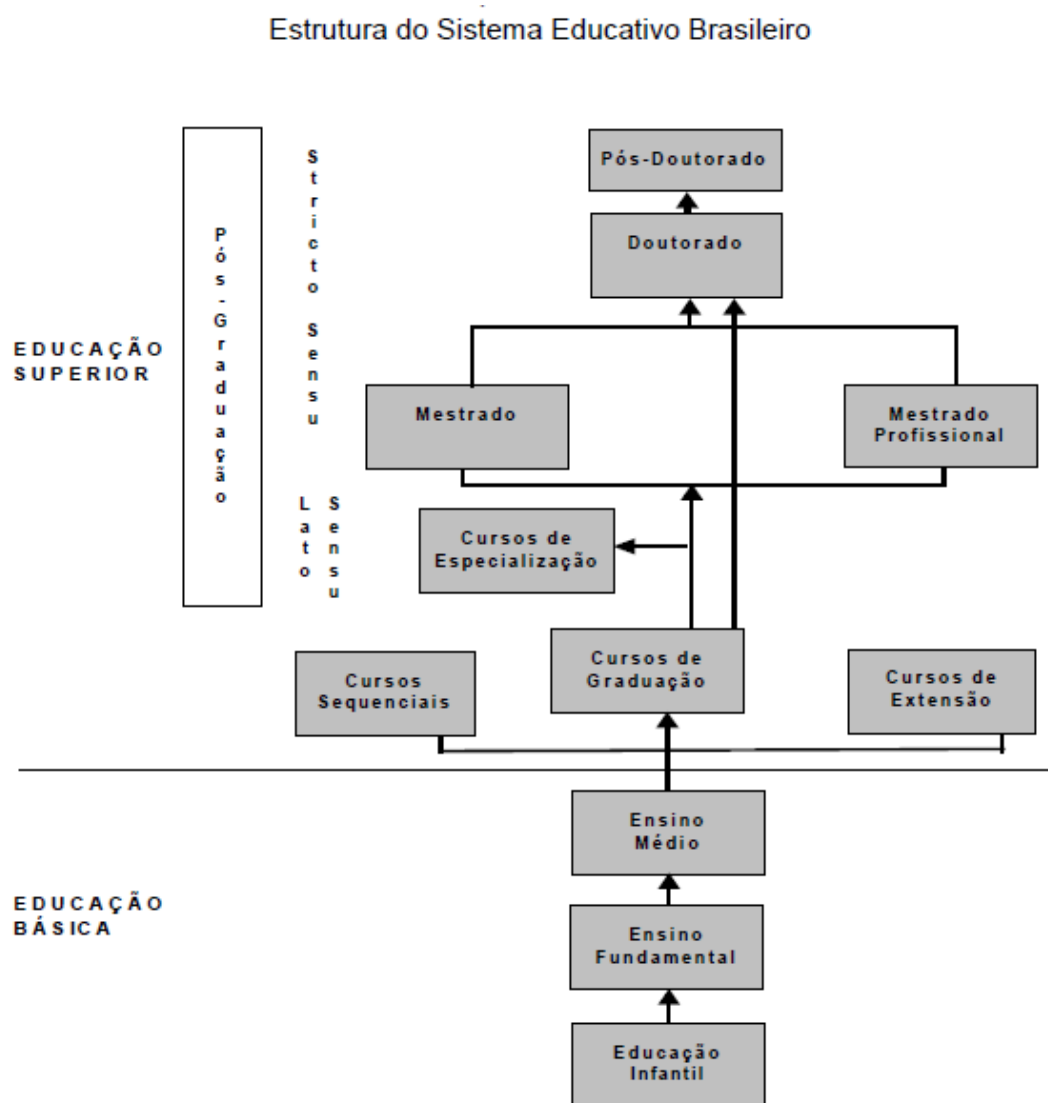 Estrutura do Sistema Educativo Brasileiro
Pós-Doutorado
Stricto Sensu
Pós-Graduação
Doutorado
EDUCAÇÃO
SUPERIOR
Mestrado
Mestrado
Profissional
Lato Sensu
Cursos de
Especialização
Cursos
Sequenciais
Cursos de
Graduação
Cursos de
Extensão
Ensino
Médio
EDUCAÇÃO
BÁSICA
Ensino
Fundamental
Educação
Infantil